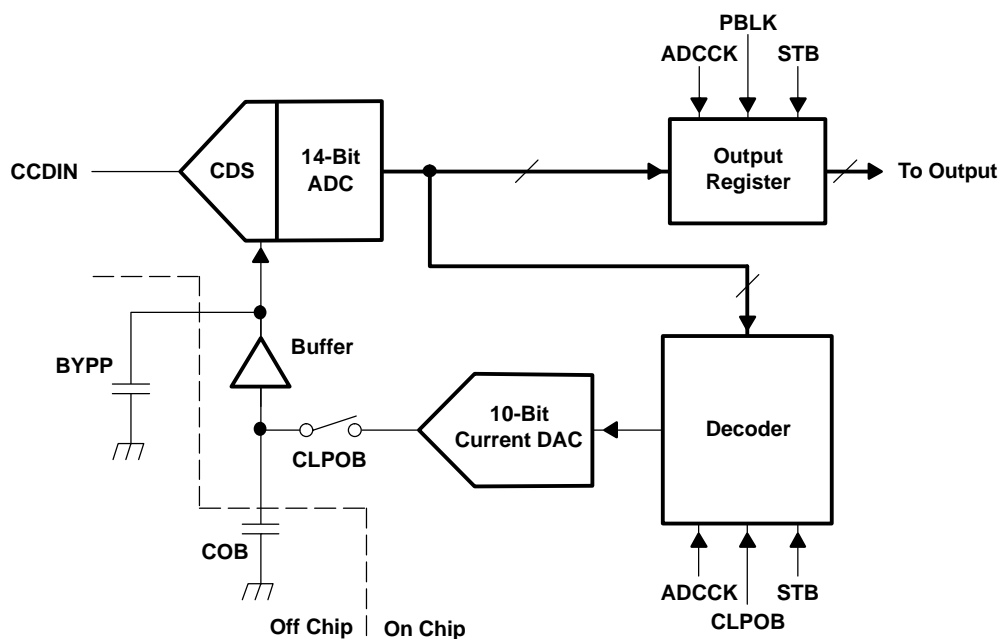 PBLK
ADCCK
STB
CCDIN
CDS
14-Bit
ADC
Output
Register
To Output
Buffer
BYPP
10-Bit
Current DAC
Decoder
CLPOB
COB
ADCCK
STB
CLPOB
Off Chip
On Chip